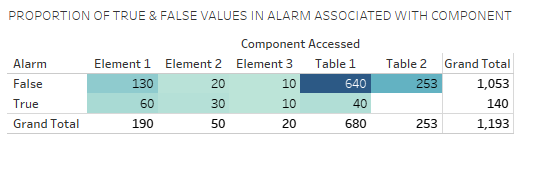 PROPORTION OF TRUE & FALSE VALUES IN ALARM ASSOCIATED WITH COMPONENT
Component Accessed
Alarm Element 1 Element 2 Element 3 Table 1 Table 2 Grand Total
False 130 20 10 640 253 1,053
True 60 30 10 40 140
Grand Total 190 50 20 680 253 1,193